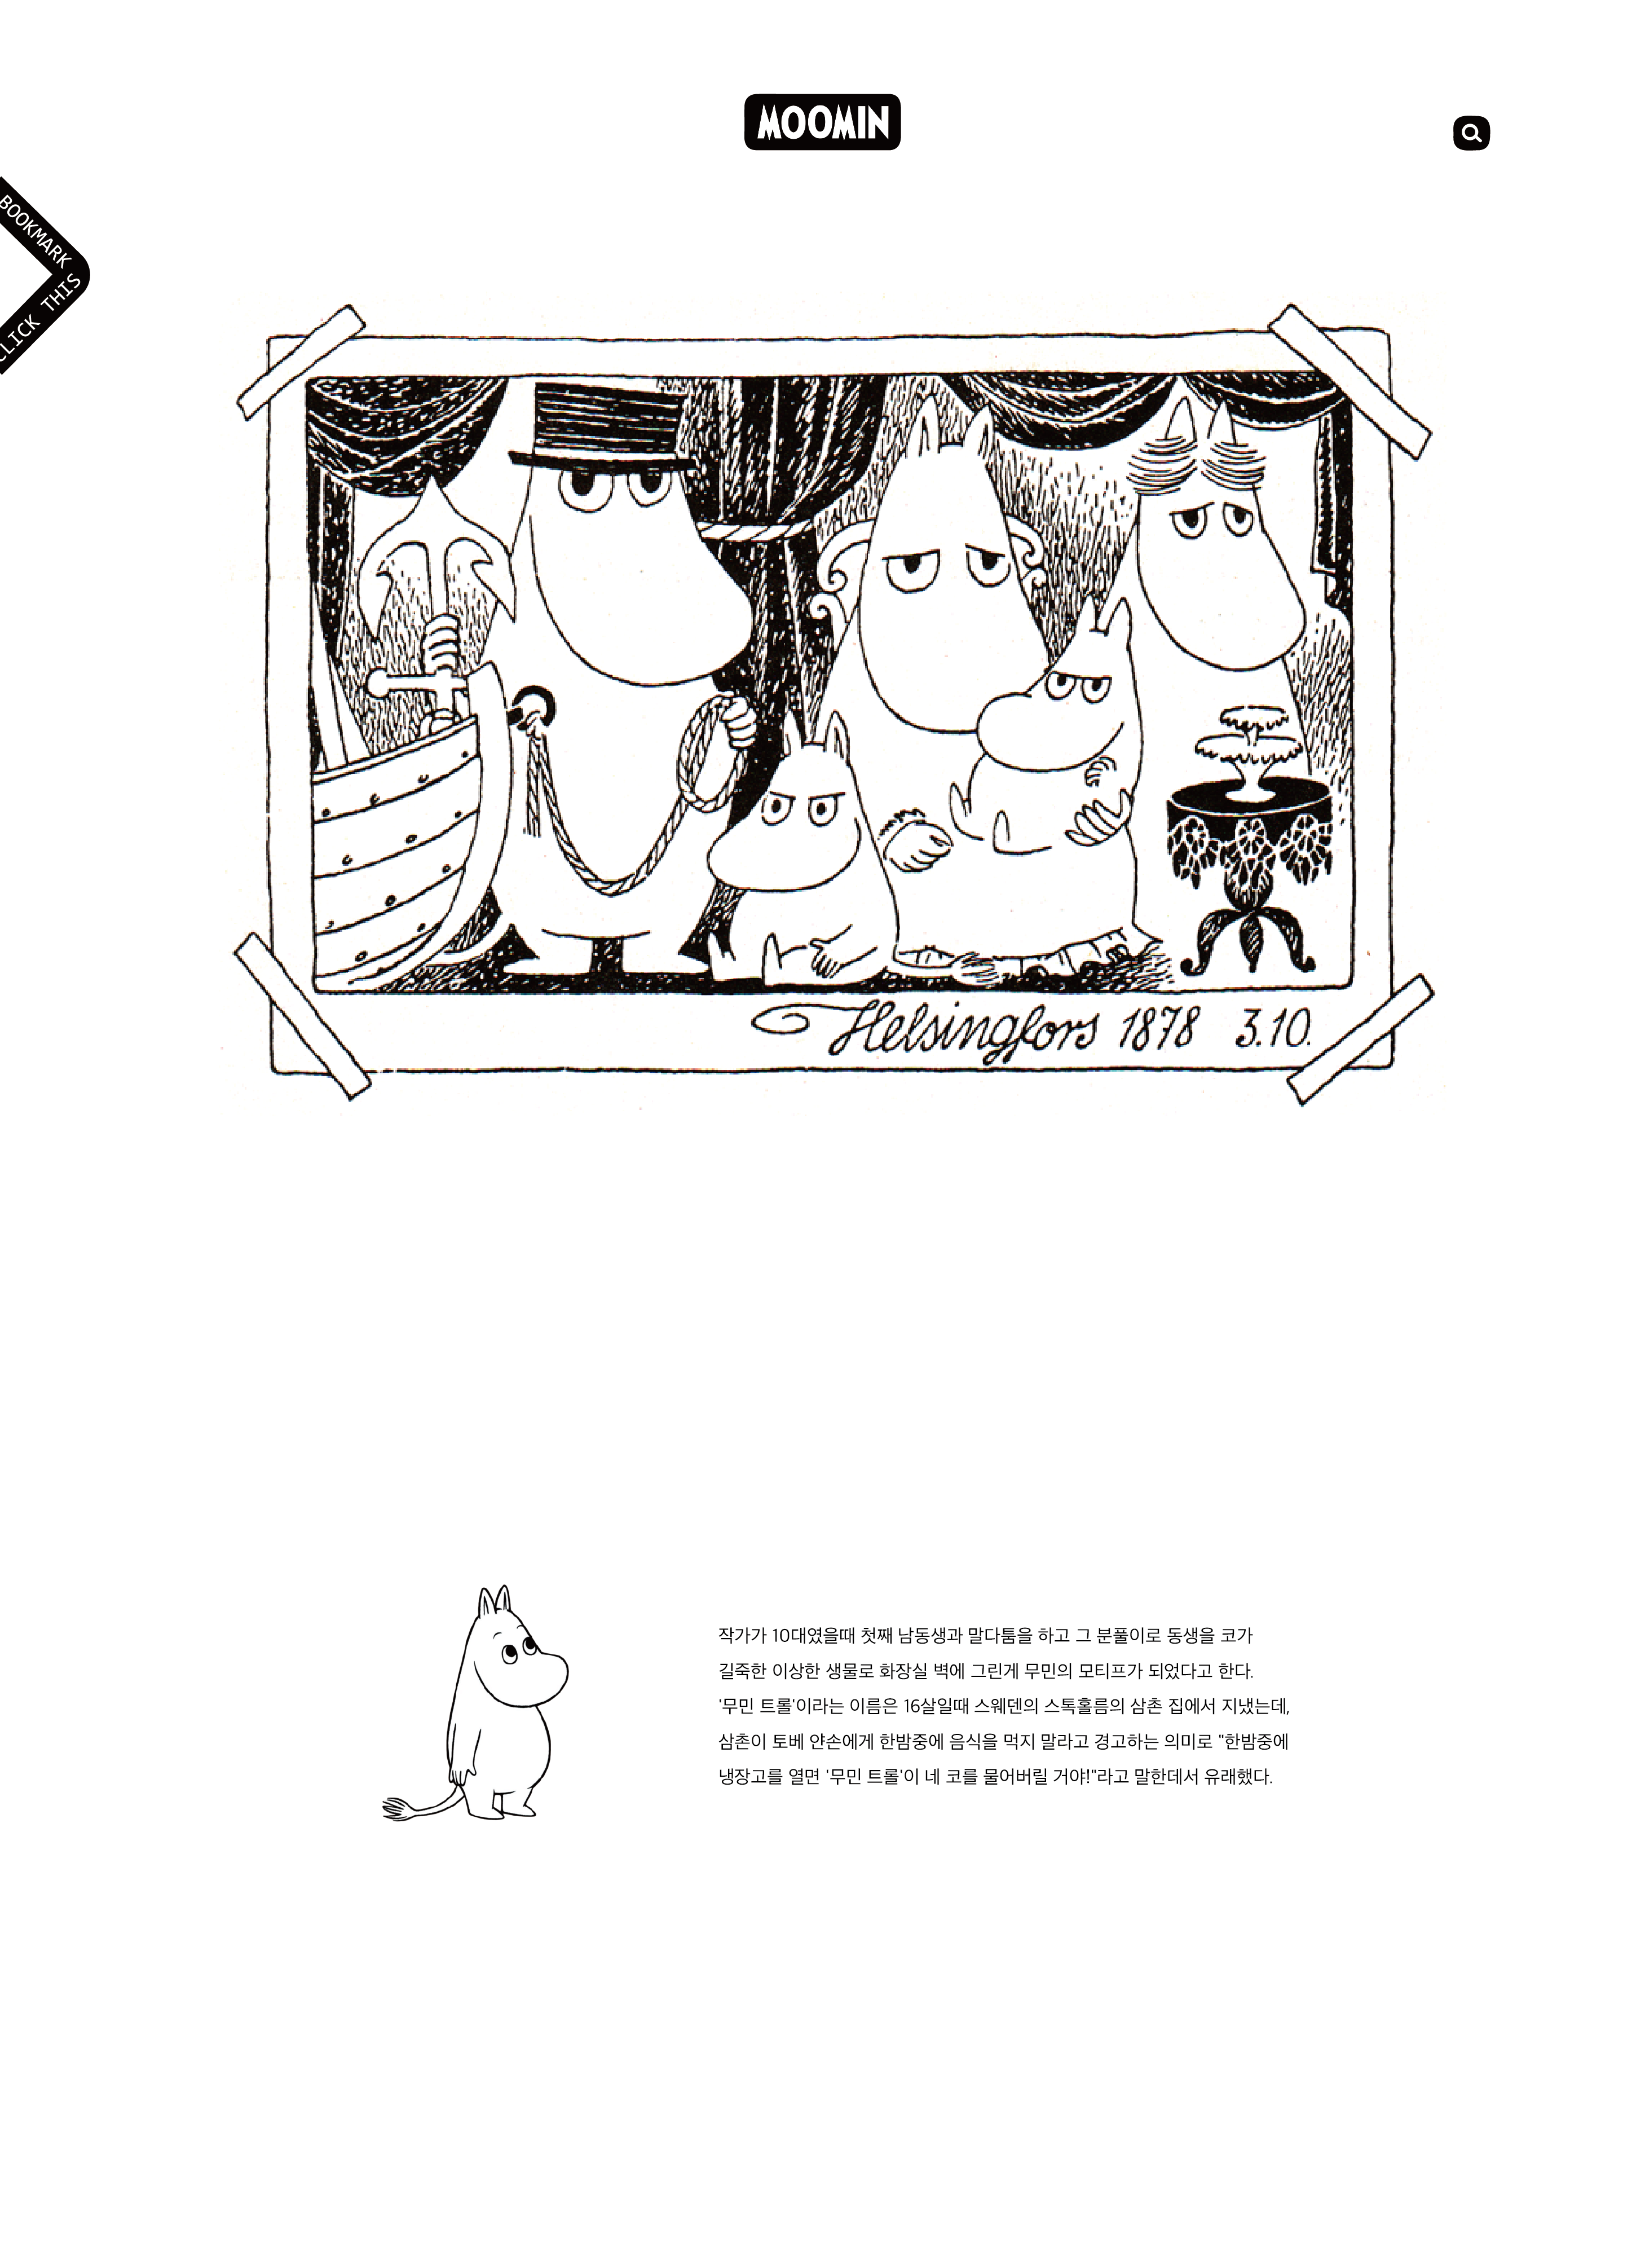 MOOMIN
BOOKMARK
CLICK THIS
Helsingfors 1878 3.10.
작가가 10대였을때 첫째 남동생과 말다툼을 하고 그 분풀이로 동생을 코가
길죽한 이상한 생물로 화장실 벽에 그린게 무민의 모티프가 되었다고 한다.
'무민 트롤'이라는 이름은 16살일때 스웨덴의 스톡홀름의 삼촌 집에서 지냈는데,
삼촌이 토베 얀손에게 한밤중에 음식을 먹지 말라고 경고하는 의미로 "한밤중에
냉장고를 열면 '무민 트롤'이 네 코를 물어버릴 거야!"라고 말한데서 유래했다.